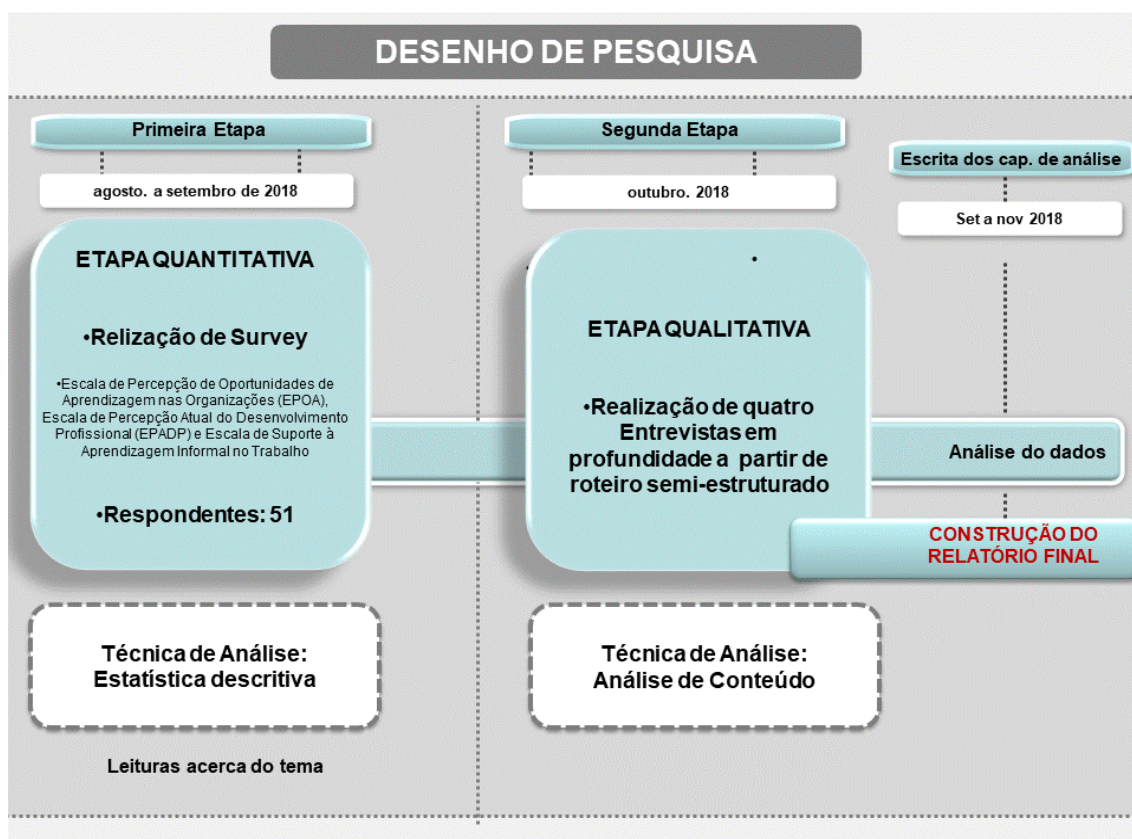 DESENHO DE PESQUISA
Primeira Etapa
agosto. a setembro de 2018
ETAPA QUANTITATIVA
•Relização de Survey
•Escala de Percepção de Oportunidades de
Aprendizagem nas Organizações (EPOA),
Escala de Percepção Atual do Desenvolvimento
Profissional (EPADP) e Escala de Suporte à
Aprendizagem Informal no Trabalho
•Respondentes: 51
Técnica de Análise:
Estatística descritiva
Leituras acerca do tema
Segunda Etapa
outubro. 2018
ETAPA QUALITATIVA
•Realização de quatro
Entrevistas em
profundidade a partir de
roteiro semi-estruturado
Técnica de Análise:
Análise de Conteúdo
Escrita dos cap. de análise
Set a nov 2018
Análise do dados
CONSTRUÇÃO DO
RELATÓRIO FINAL